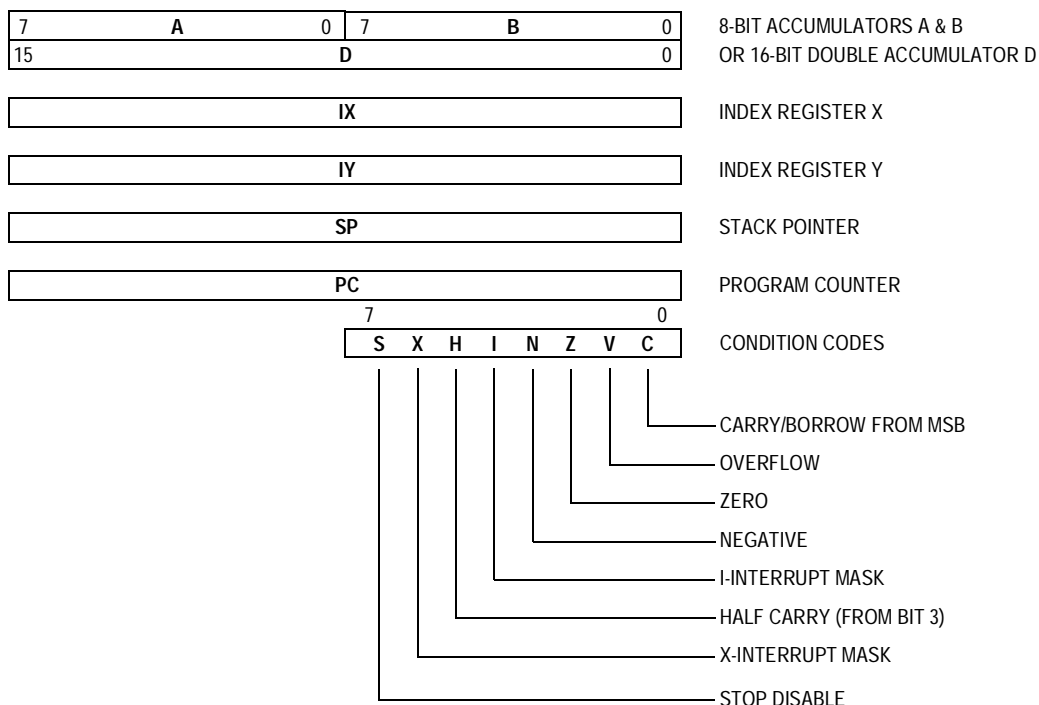 7 A 0 7 B 0 8-BIT ACCUMULATORS A & B
15 D 0 OR 16-BIT DOUBLE ACCUMULATOR D
IX INDEX REGISTER X
IY INDEX REGISTER Y
SP STACK POINTER
PC PROGRAM COUNTER
7 0
S X H I N Z V C CONDITION CODES
CARRY/BORROW FROM MSB
OVERFLOW
ZERO
NEGATIVE
I-INTERRUPT MASK
HALF CARRY (FROM BIT 3)
X-INTERRUPT MASK
STOP DISABLE